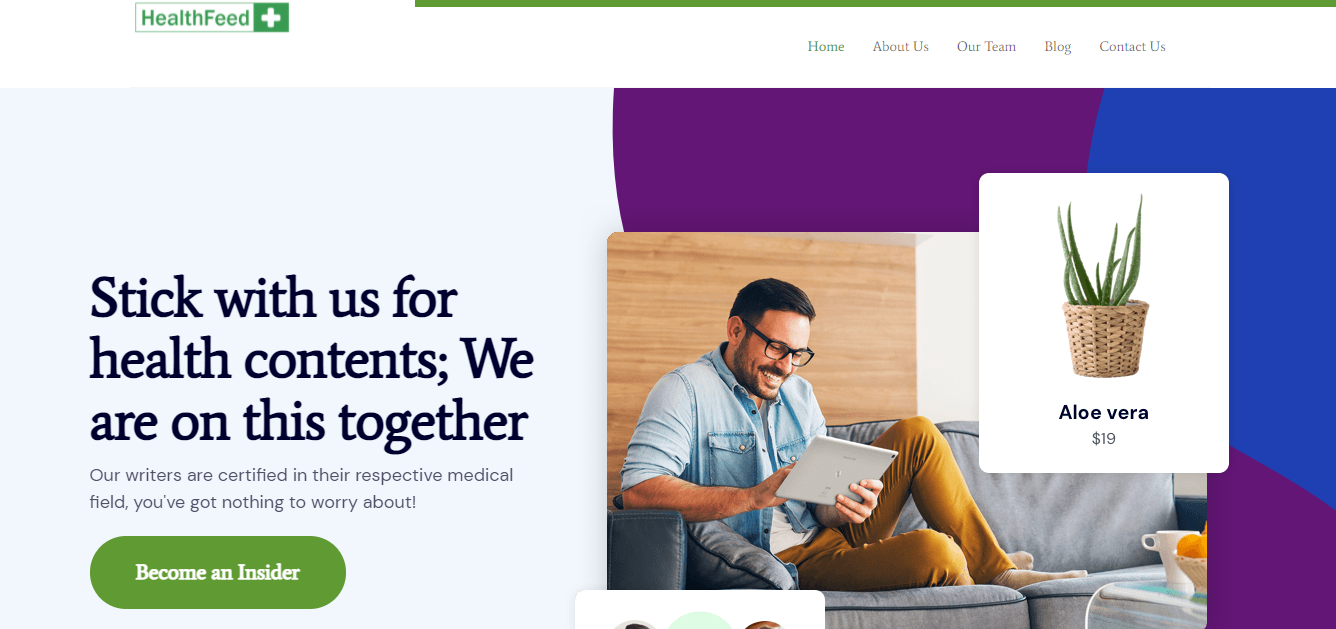 HealthFeed
Home About Us Our Team Blog Contact Us
Stick with us for
health contents; We
are on this together
Our writers are certified in their respective medical
field, you've got nothing to worry about!
Become an Insider
Aloe vera
$19